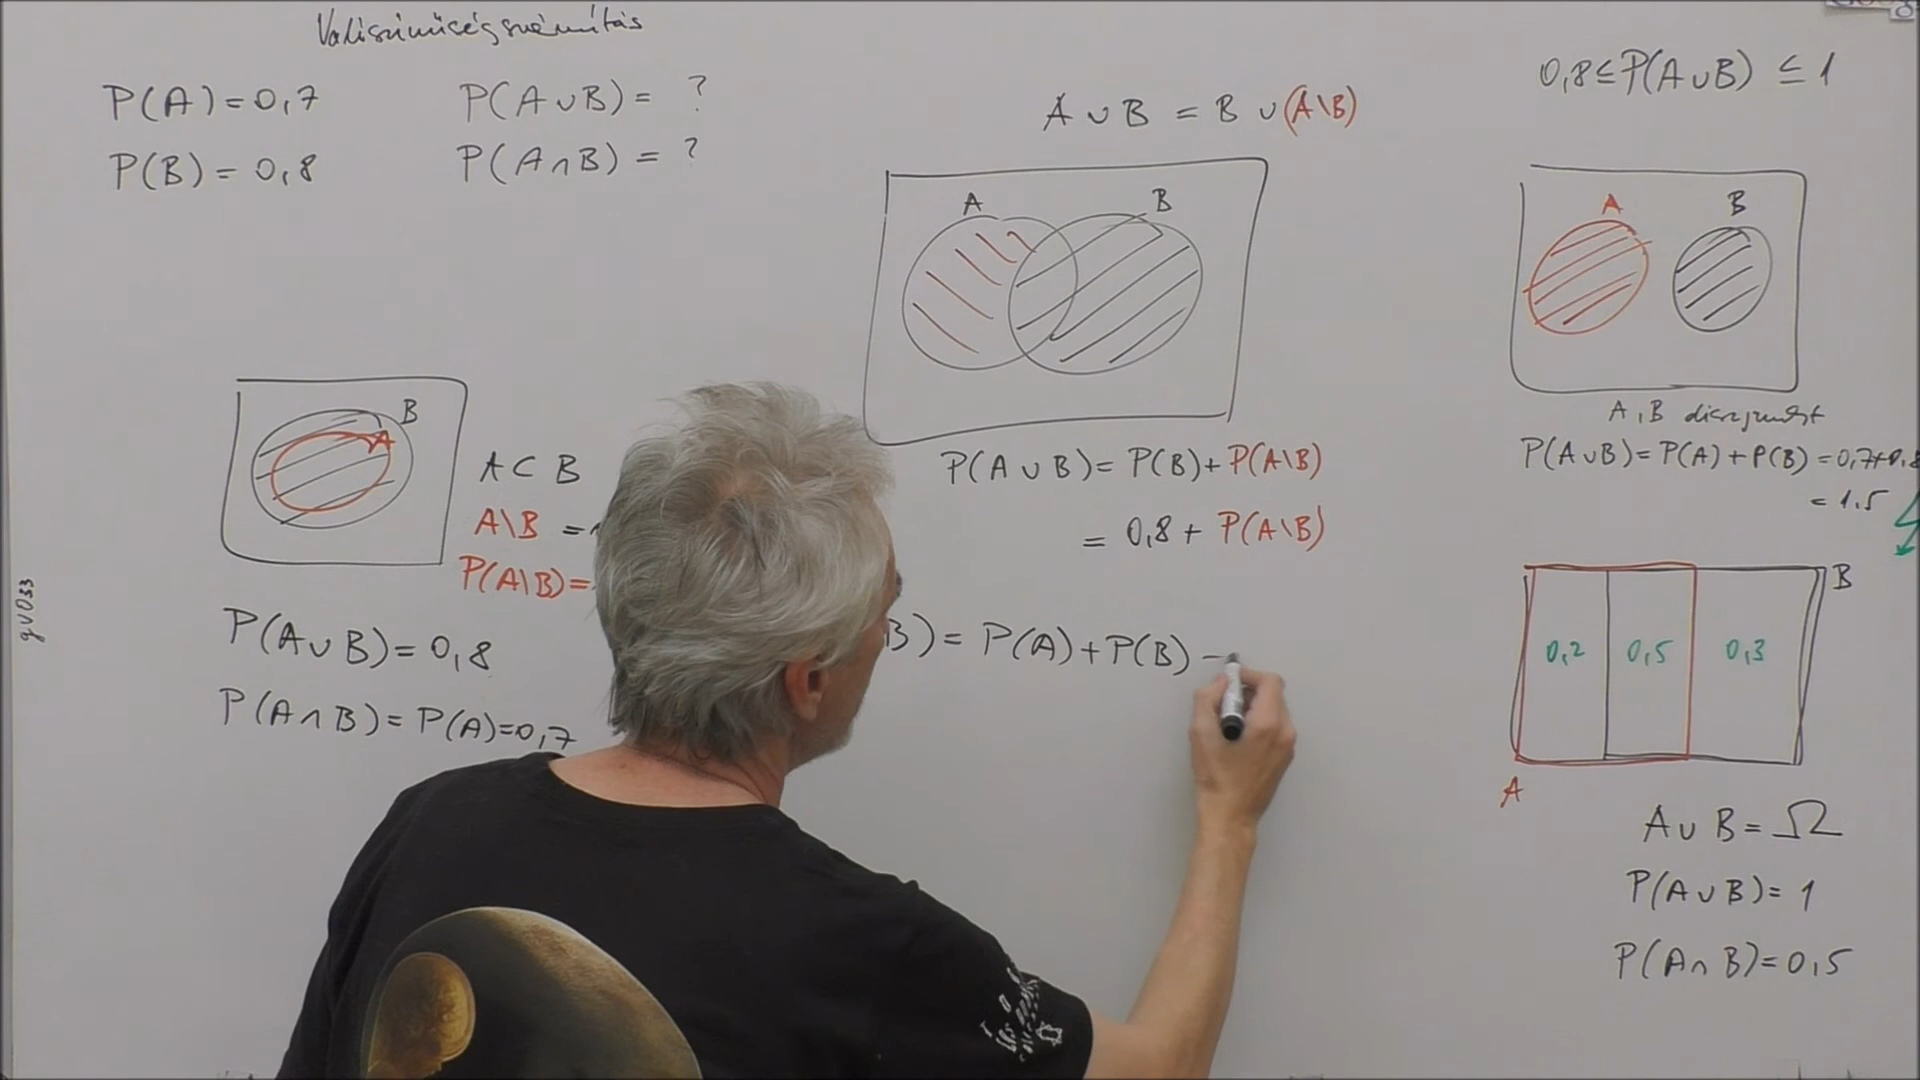 Valószínűségszámítás
P(A)=0,7
P(B)=0,8
P(A∪B)= ?
P(A∩B)= ?
A∪B = B∪(A\B)
A
B
0,8≤P(A∪B) ≤ 1
A
B
A,B diszjunkt
P(A∪B)=P(A)+P(B)=0,7+0,8
= 1.5
B
A
A⊂B
A\B =
P(A\B)=
P(A∪B)=0,8
P(A∩B)=P(A)=0,7
P(A∪B)=P(B)+P(A\B)
= 0,8+P(A\B)
B)=P(A)+P(B)-
B
0,2 0,5 0,3
A
A∪B=Ω
P(A∪B)=1
P(A∩B)=0,5
gv033